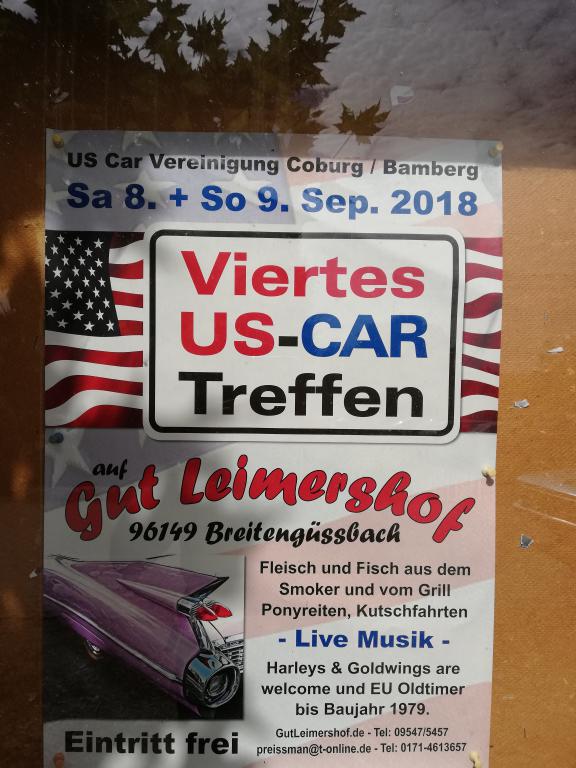 US Car Vereinigung Coburg / Bamberg
Sa 8. + So 9. Sep. 2018
Viertes
US-CAR
Treffen
auf
Gut Leimershof
96149 Breitengüssbach
Fleisch und Fisch aus dem
Smoker und vom Grill
Ponyreiten, Kutschfahrten
- Live Musik -
Harleys & Goldwings are
welcome und EU Oldtimer
bis Baujahr 1979.
Eintritt frei
GutLeimershof.de - Tel: 09547/5457
preissman@t-online.de - Tel: 0171-4613657